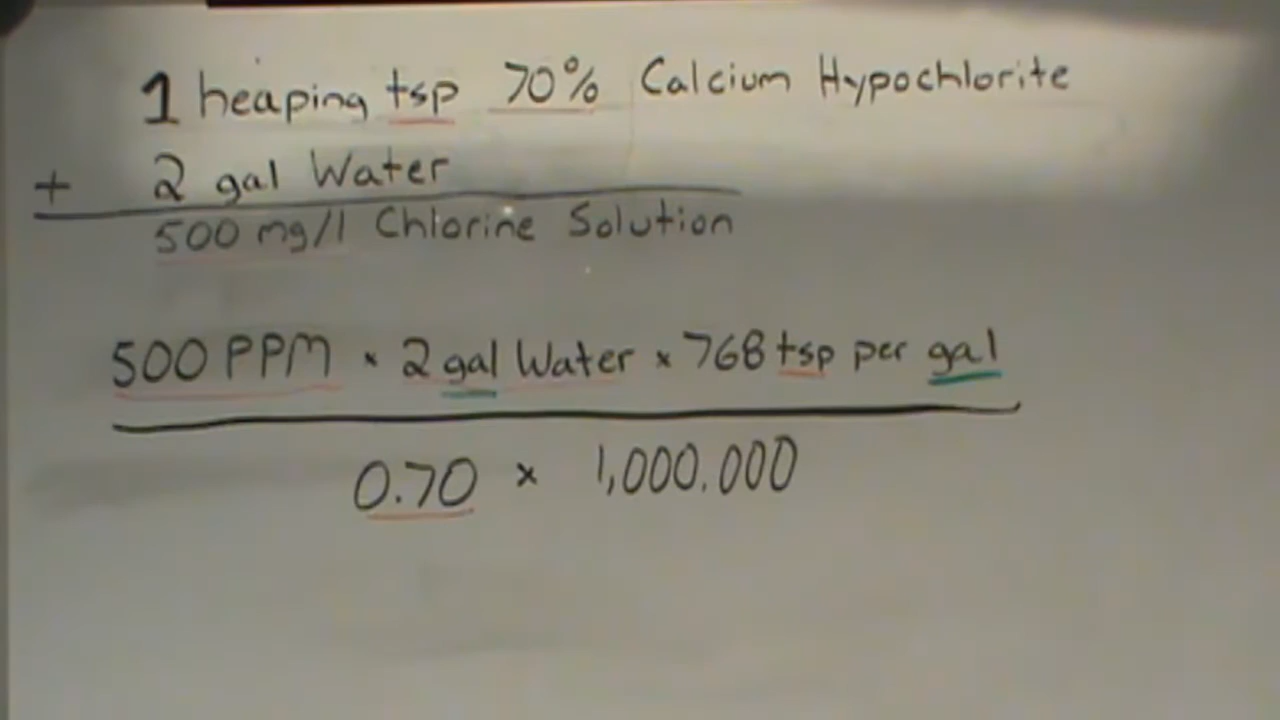 1 heaping tsp 70% Calcium Hypochlorite
+ 2 gal Water
500 mg/l Chlorine Solution
500 PPM × 2 gal Water × 768 tsp per gal
0.70 × 1,000.000